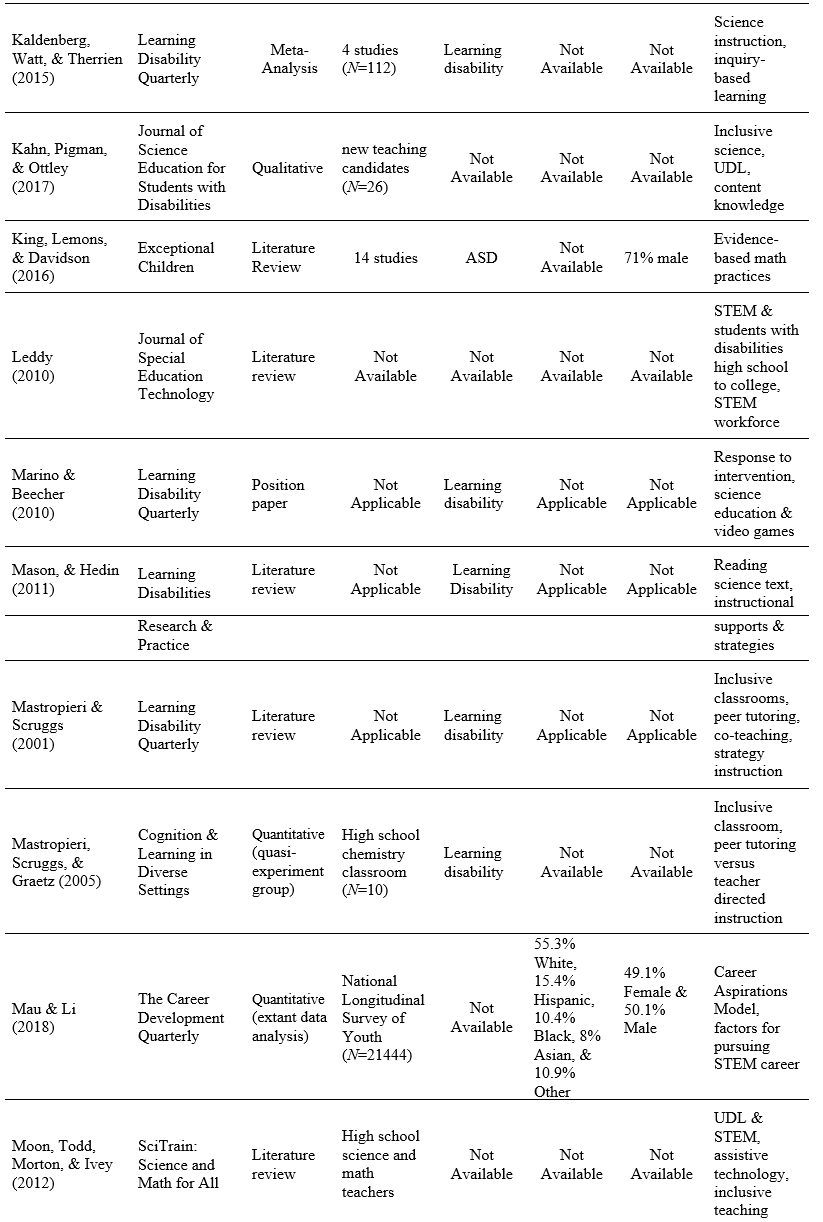 Kaldenberg,
Watt, & Therrien
(2015)
Learning
Disability
Quarterly
Meta-
Analysis
4 studies
(N=112)
Learning
disability
Not
Available
Not
Available
Science
instruction,
inquiry-
based
learning
Kahn, Pigman,
& Ottley
(2017)
Journal of
Science
Education for
Students with
Disabilities
Qualitative
new teaching
candidates
(N=26)
Not
Available
Not
Available
Not
Available
Inclusive
science,
UDL,
content
knowledge
King, Lemons,
& Davidson
(2016)
Exceptional
Children
Literature
Review
14 studies
ASD
Not
Available
71% male
Evidence-
based math
practices
Leddy
(2010)
Journal of
Special
Education
Technology
Literature
review
Not
Available
Not
Available
Not
Available
Not
Available
STEM &
students with
disabilities
high school
to college,
STEM
workforce
Marino &
Beecher
(2010)
Learning
Disability
Quarterly
Position
paper
Not
Applicable
Learning
disability
Not
Applicable
Not
Applicable
Response to
intervention,
science
education &
video games
Mason, & Hedin
(2011)
Learning
Disabilities
Literature
review
Not
Applicable
Learning
Disability
Not
Applicable
Not
Applicable
Reading
science text,
instructional
Research &
Practice
supports &
strategies
Mastropieri &
Scruggs
(2001)
Learning
Disability
Quarterly
Literature
review
Not
Applicable
Learning
disability
Not
Applicable
Not
Applicable
Inclusive
classrooms,
peer tutoring,
co-teaching,
strategy
instruction
Mastropieri,
Scruggs, &
Graetz (2005)
Cognition &
Learning in
Diverse
Settings
Quantitative
(quasi-
experiment
group)
High school
chemistry
classroom
(N=10)
Learning
disability
Not
Available
Not
Available
Inclusive
classroom,
peer tutoring
versus
teacher
directed
instruction
Mau & Li
(2018)
The Career
Development
Quarterly
Quantitative
(extant data
analysis)
National
Longitudinal
Survey of
Youth
(N=21444)
Not
Available
55.3%
White,
15.4%
Hispanic,
10.4%
Black, 8%
Asian, &
10.9%
Other
49.1%
Female &
50.1%
Male
Career
Aspirations
Model,
factors for
pursuing
STEM career
Moon, Todd,
Morton, & Ivey
(2012)
SciTrain:
Science and
Math for All
Literature
review
High school
science and
math
teachers
Not
Available
Not
Available
Not
Available
UDL &
STEM,
assistive
technology,
inclusive
teaching